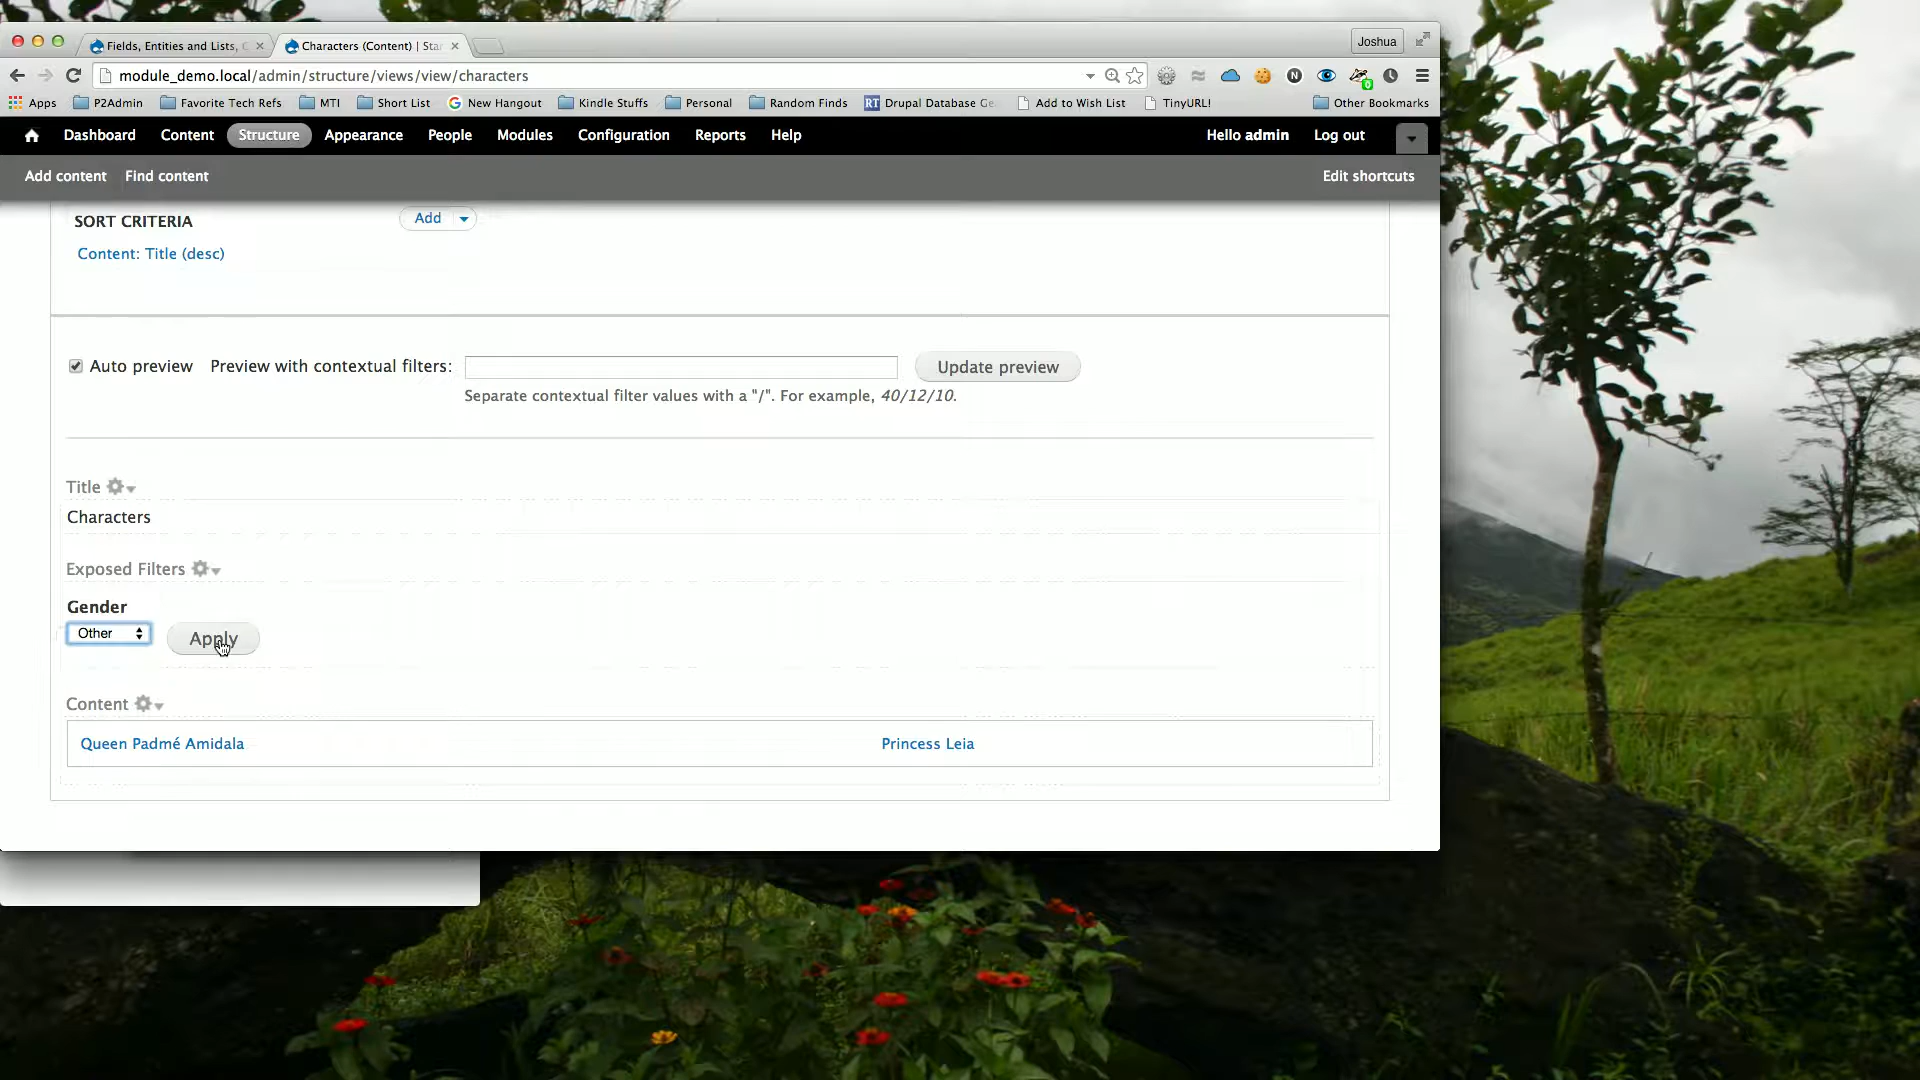 Fields, Entities and Lists,
Characters (Content) | Star
Joshua
module_demo.local/admin/structure/views/view/characters
Apps P2Admin Favorite Tech Refs MTI Short List New Hangout Kindle Stuffs Personal Random Finds RT Drupal Database Ge Add to Wish List TinyURL! Other Bookmarks
Dashboard Content Structure Appearance People Modules Configuration Reports Help Hello admin Log out
Add content Find content Edit shortcuts
SORT CRITERIA Add
Content: Title (desc)
Auto preview Preview with contextual filters: Update preview
Separate contextual filter values with a "/". For example, 40/12/10.
Title
Characters
Exposed Filters
Gender
Other Apply
Content
Queen Padmé Amidala Princess Leia